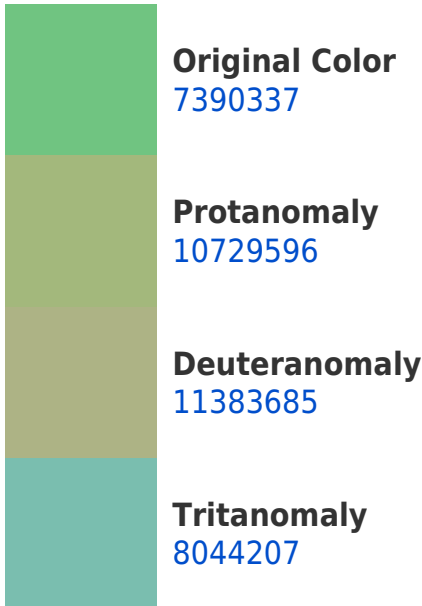 Original Color
7390337
Protanomaly
10729596
Deuteranomaly
11383685
Tritanomaly
8044207